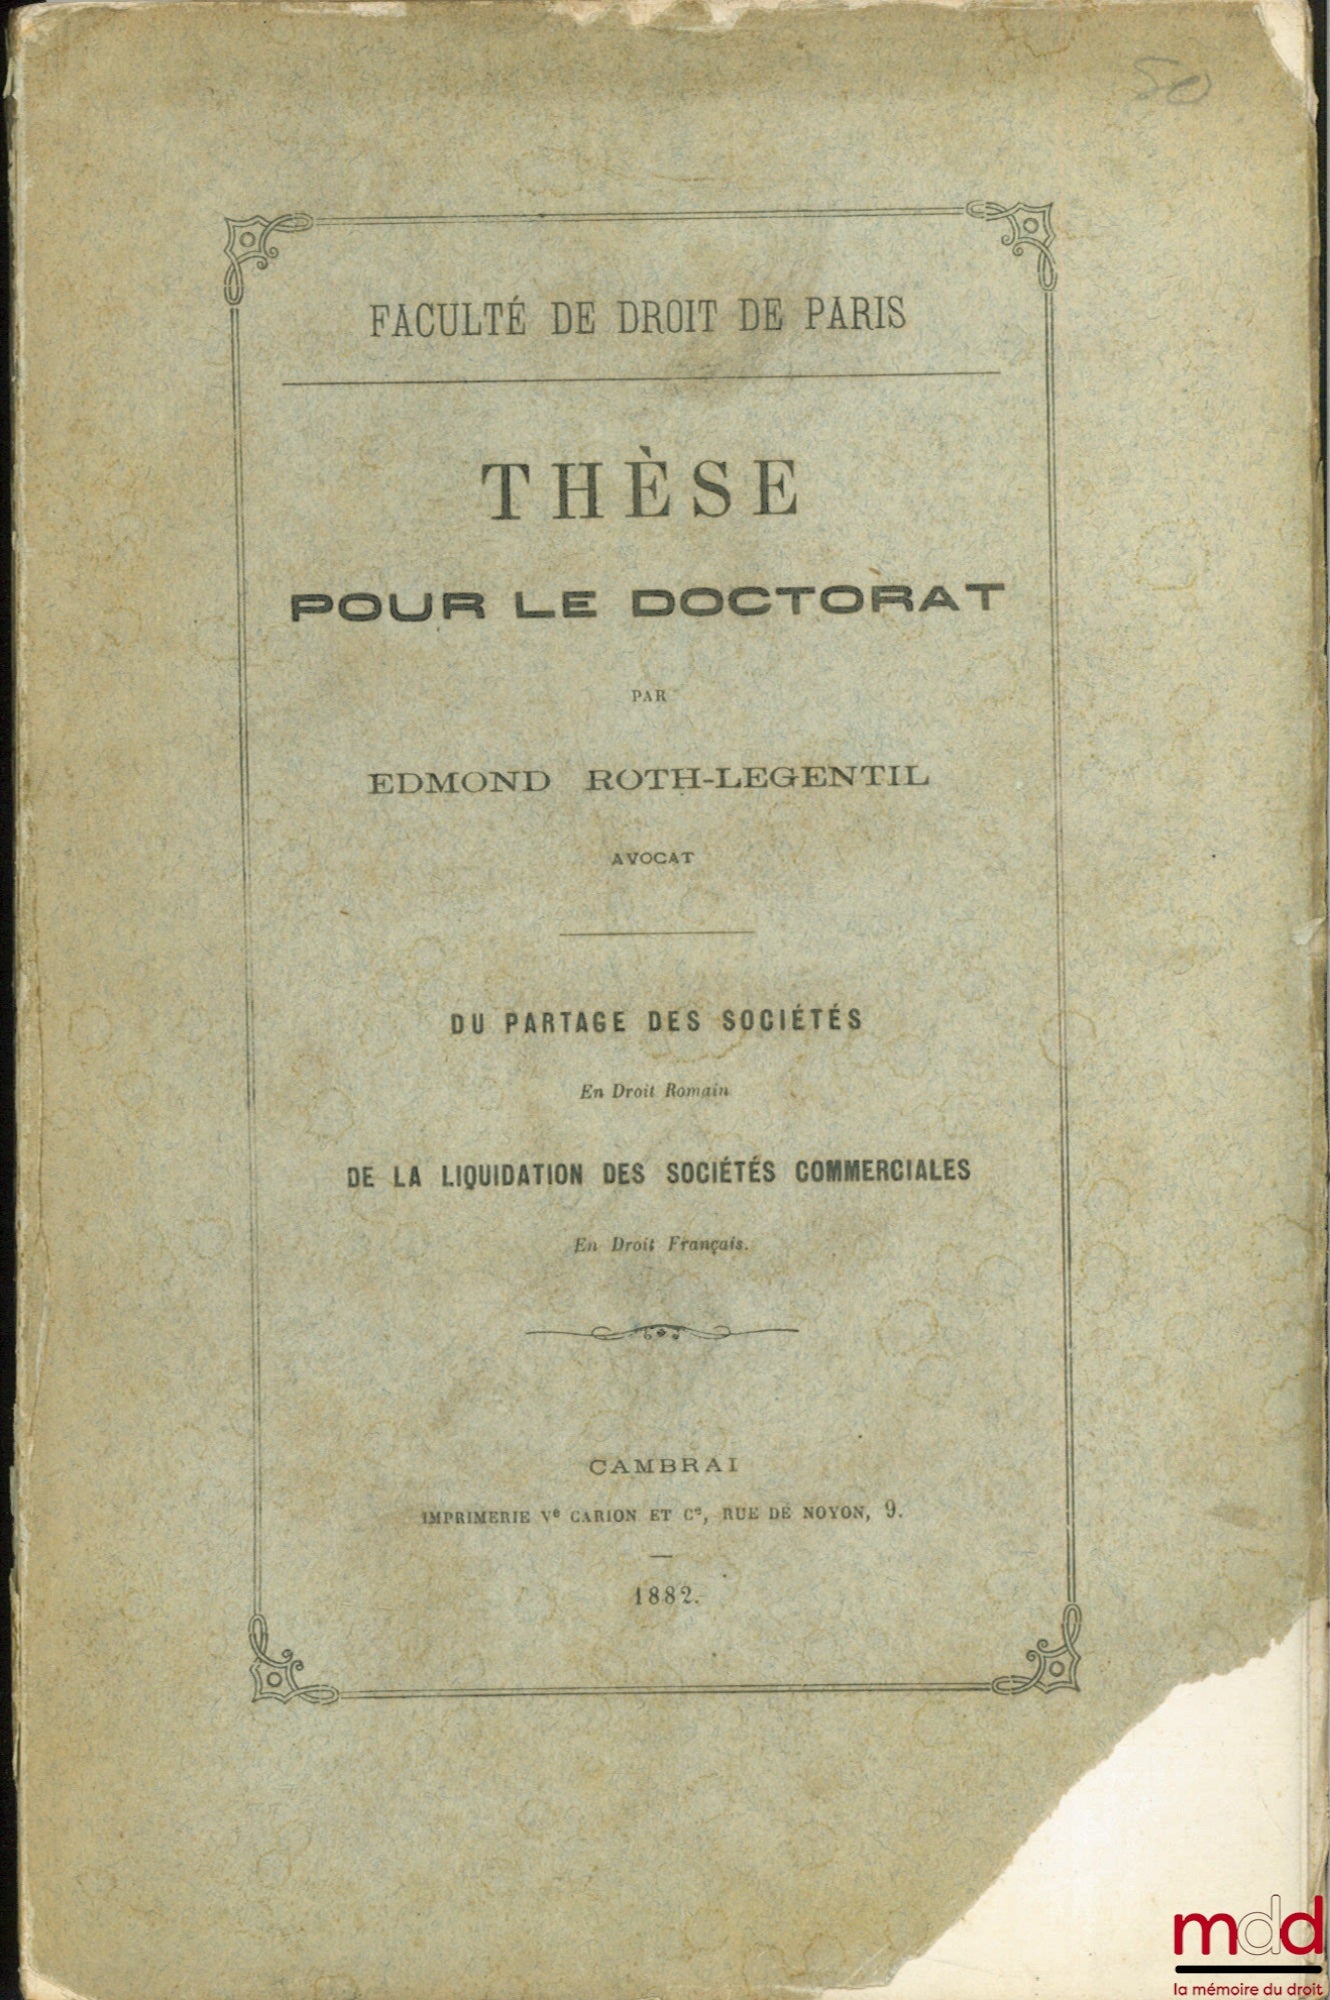 50
FACULTÉ DE DROIT DE PARIS
THÈSE
POUR LE DOCTORAT
PAR
EDMOND ROTH-LEGENTIL
AVOCAT
DU PARTAGE DES SOCIÉTÉS
En Droit Romain
DE LA LIQUIDATION DES SOCIÉTÉS COMMERCIALES
En Droit Français.
CAMBRAI
IMPRIMERIE Vᵉ CARION ET Cᵉ, RUE DE NOYON, 9.
1882.
mdd
la mémoire du droit